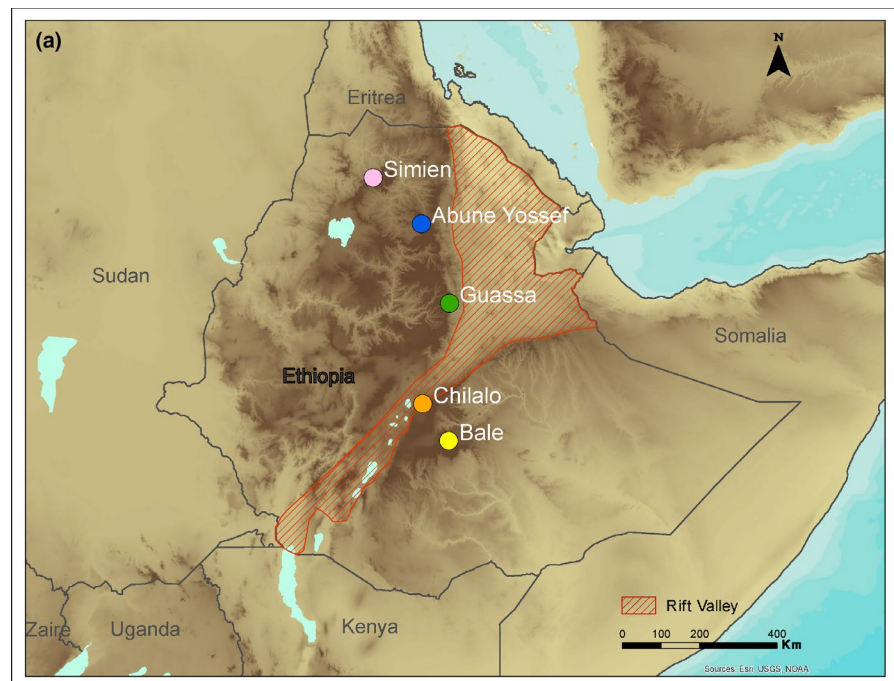 (a)
N
Eritrea
Simien
Abune Yossef
Sudan
Guassa
Somalia
Ethiopia
Chilalo
Bale
Rift Valley
Zaire
Uganda
Kenya
0 100 200 400
Km
Sources: Esri, USGS, NOAA